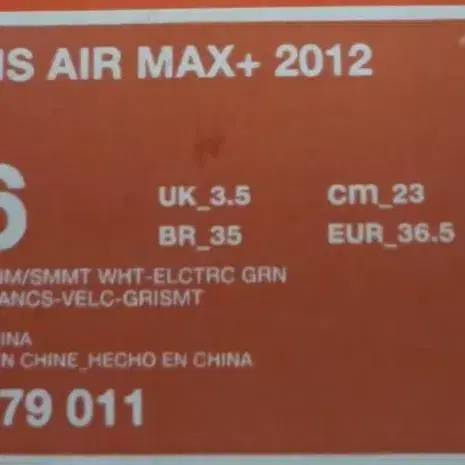 IS AIR MAX+ 2012
6
UK_3.5 CM_23
BR_35 EUR_36.5
NM/SMMT WHT-ELCTRC GRN
ANCS-VELC-GRISMT
INA
N CHINE_HECHO EN CHINA
79 011